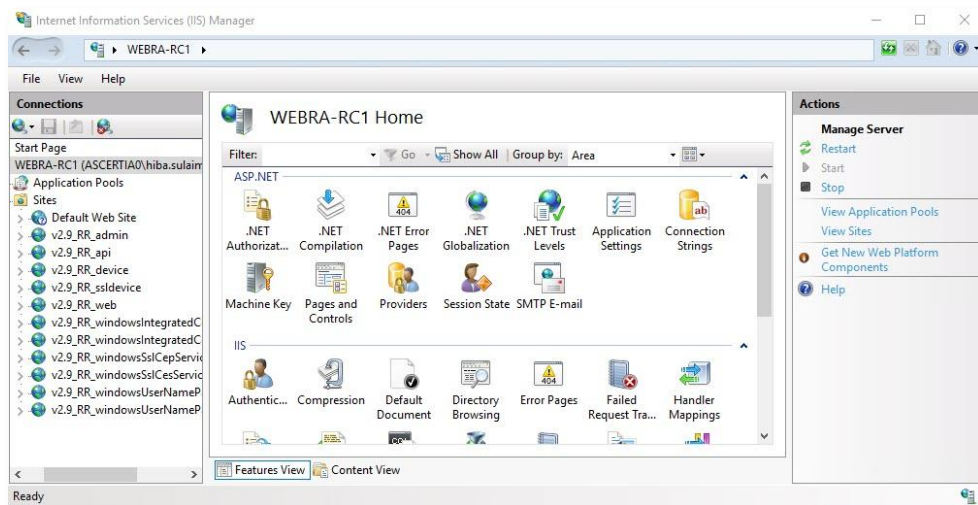 Internet Information Services (IIS) Manager
WEBRA-RC1
File View Help
Connections
Start Page
WEBRA-RC1 (ASCERTIA0\hiba.sulaim
Application Pools
Sites
Default Web Site
v2.9_RR_admin
v2.9_RR_api
v2.9_RR_device
v2.9_RR_ssldevice
v2.9_RR_web
v2.9_RR_windowsIntegratedC
v2.9_RR_windowsIntegratedC
v2.9_RR_windowsSslCepServic
v2.9_RR_windowsSslCesServic
v2.9_RR_windowsUserNameP
v2.9_RR_windowsUserNameP
WEBRA-RC1 Home
Filter: Go Show All Group by: Area
ASP.NET
.NET Authorizat...
.NET Compilation
.NET Error Pages
404
.NET Globalization
.NET Trust Levels
Application Settings
Connection Strings
ab
Machine Key
Pages and Controls
Providers
Session State
SMTP E-mail
IIS
Authentic...
Compression
Default Document
Directory Browsing
Error Pages
404
Failed Request Tra...
Handler Mappings
Features View Content View
Actions
Manage Server
Restart
Start
Stop
View Application Pools
View Sites
Get New Web Platform
Components
Help
Ready